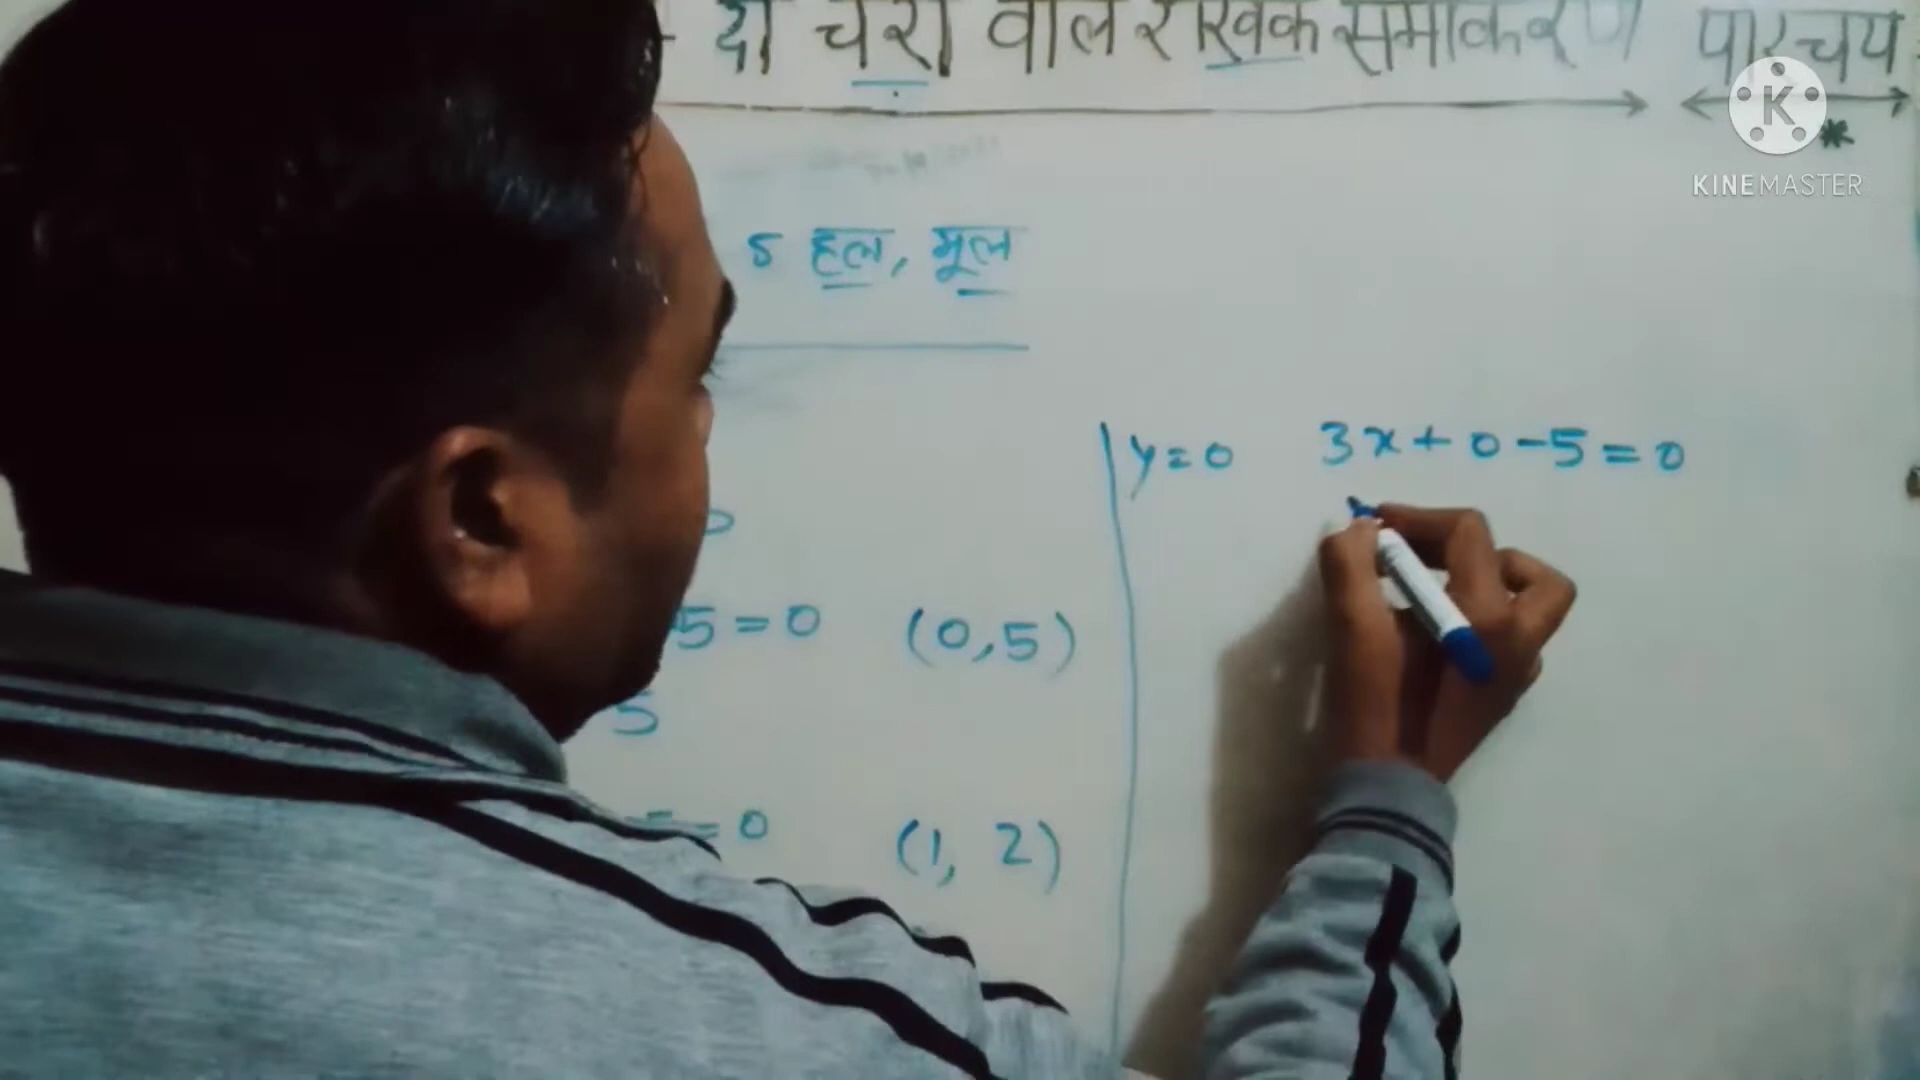 दो चरों वाले रैखिक समीकरण परिचय
KINEMASTER
5 हल, मूल
y=0 3x+0-5=0
5=0 (0,5)
5
=0 (1, 2)